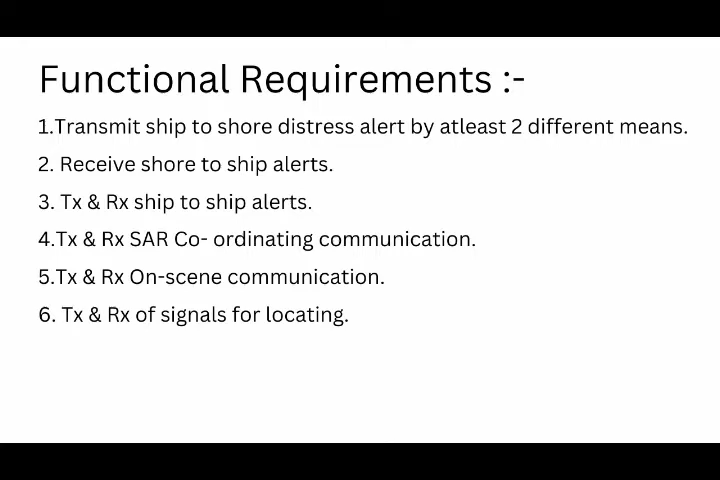 Functional Requirements :-
1.Transmit ship to shore distress alert by atleast 2 different means.
2. Receive shore to ship alerts.
3. Tx & Rx ship to ship alerts.
4.Tx & Rx SAR Co- ordinating communication.
5.Tx & Rx On-scene communication.
6. Tx & Rx of signals for locating.